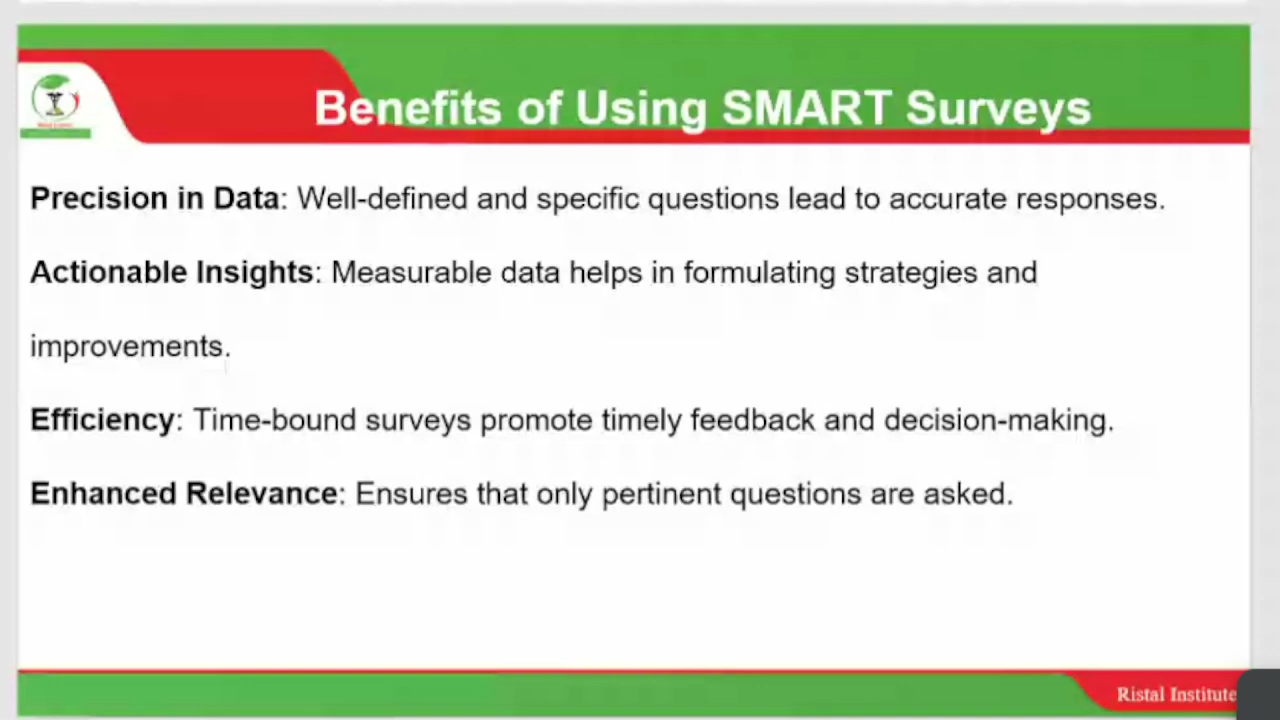 Benefits of Using SMART Surveys
Precision in Data: Well-defined and specific questions lead to accurate responses.
Actionable Insights: Measurable data helps in formulating strategies and
improvements.
Efficiency: Time-bound surveys promote timely feedback and decision-making.
Enhanced Relevance: Ensures that only pertinent questions are asked.
Ristal Institute